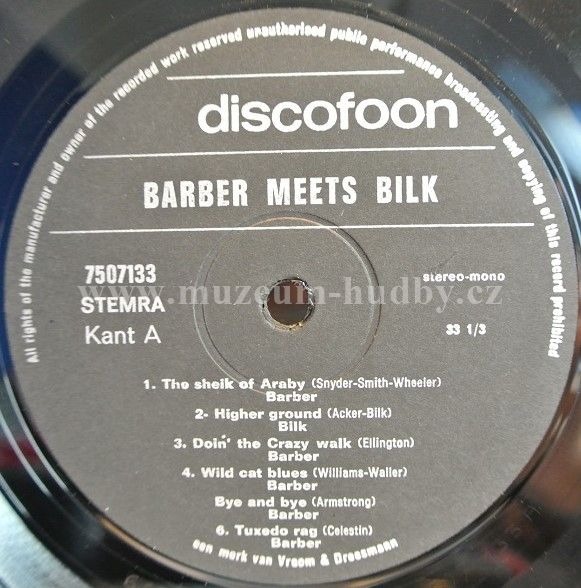 All rights of the manufacturer and owner of the recorded work reserved unauthorised public performance broadcasting and copying of this record prohibited
discofoon
BARBER MEETS BILK
7507133
stereo-mono
www.muzeum-hudby.cz
STEMRA
Kant A
33 1/3
1. The sheik of Araby (Snyder-Smith-Wheeler)
Barber
2- Higher ground (Acker-Bilk)
Bilk
3. Doin' the Crazy walk (Ellington)
Barber
4. Wild cat blues (Williams-Waller)
Barber
Bye and bye (Armstrong)
Barber
6. Tuxedo rag (Celestin)
Barber
een merk van Vroom & Dreesmann